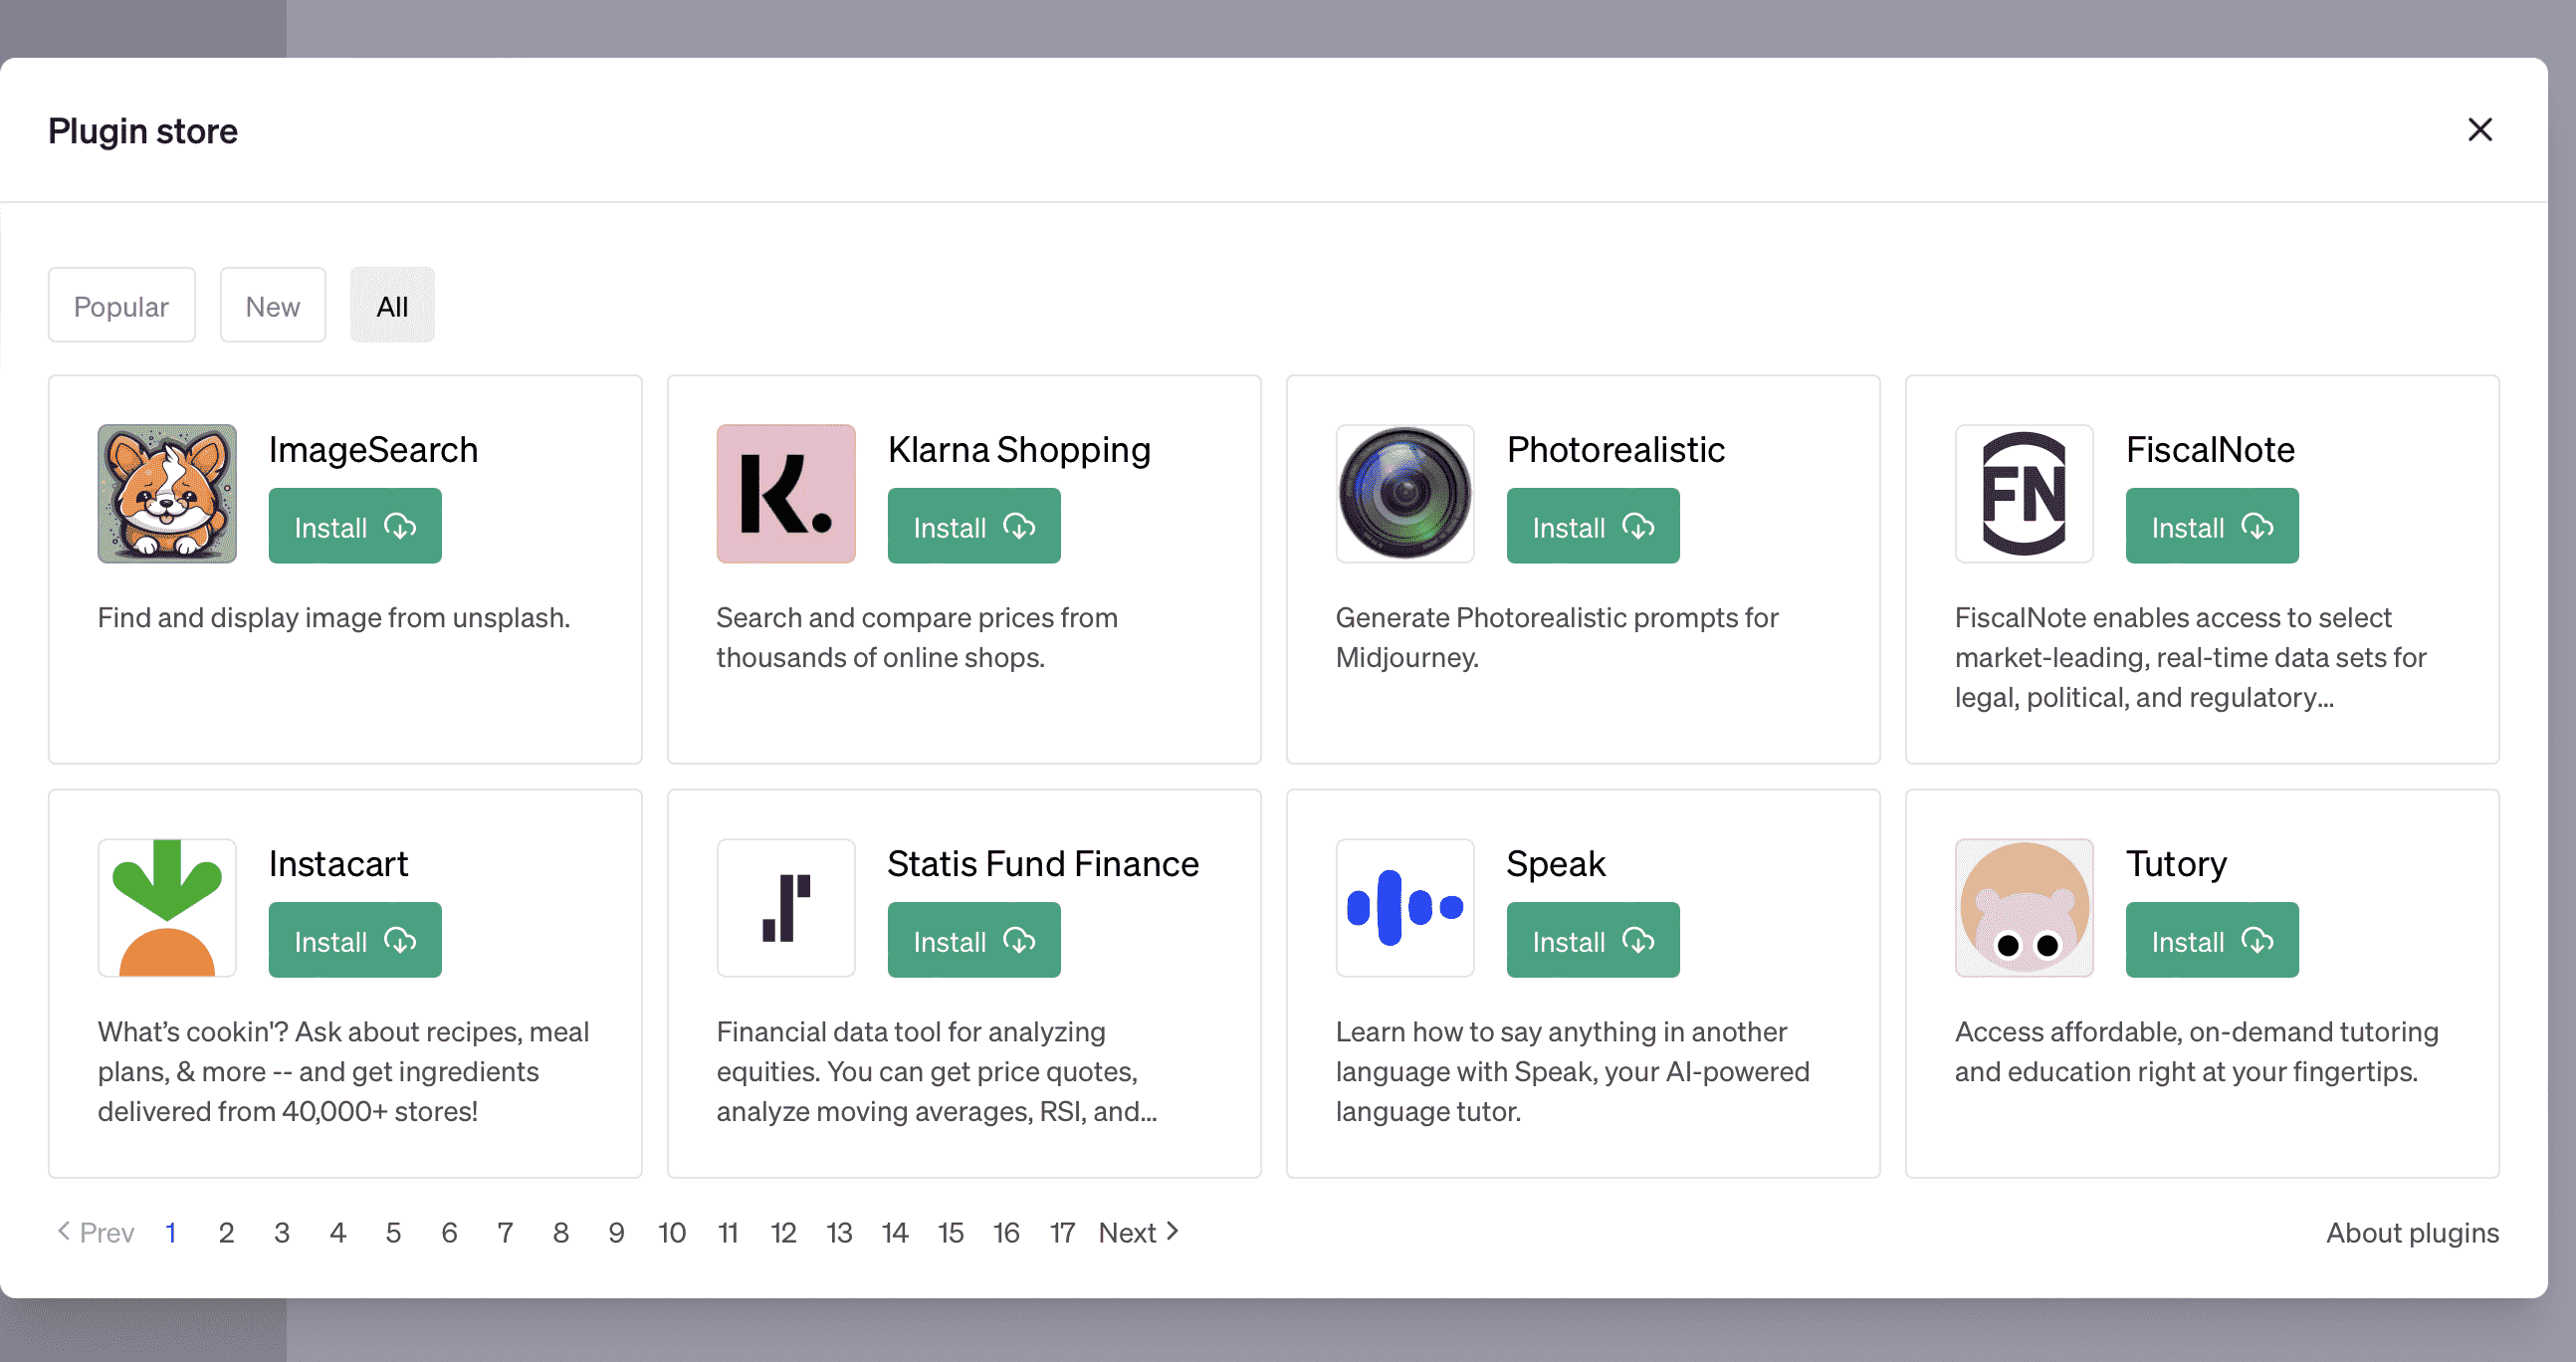 Plugin store
Popular
New
All
ImageSearch
Install
Find and display image from unsplash.
K.
Klarna Shopping
Install
Search and compare prices from
thousands of online shops.
Photorealistic
Install
Generate Photorealistic prompts for
Midjourney.
FN
FiscalNote
Install
FiscalNote enables access to select
market-leading, real-time data sets for
legal, political, and regulatory...
Instacart
Install
What’s cookin'? Ask about recipes, meal
plans, & more -- and get ingredients
delivered from 40,000+ stores!
Statis Fund Finance
Install
Financial data tool for analyzing
equities. You can get price quotes,
analyze moving averages, RSI, and...
Speak
Install
Learn how to say anything in another
language with Speak, your AI-powered
language tutor.
Tutory
Install
Access affordable, on-demand tutoring
and education right at your fingertips.
Prev 1 2 3 4 5 6 7 8 9 10 11 12 13 14 15 16 17 Next
About plugins